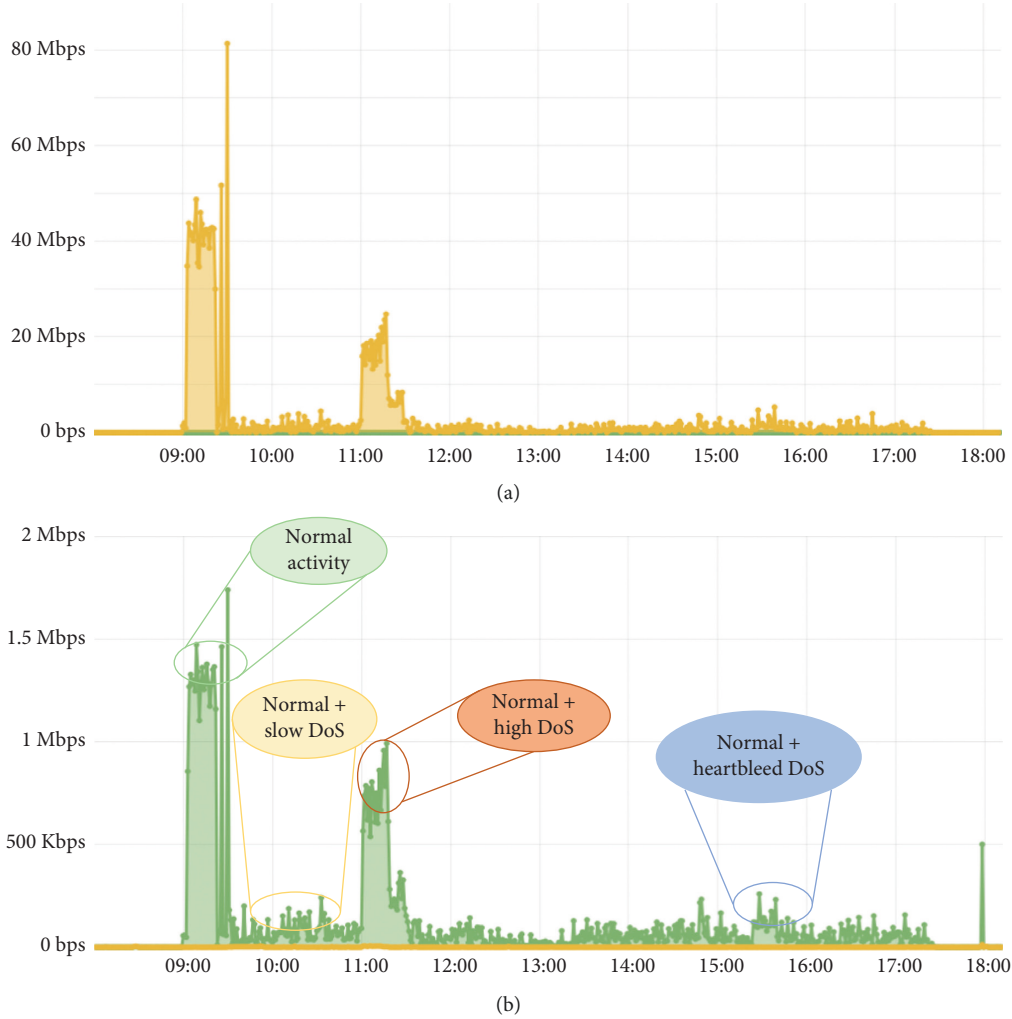 80 Mbps
60 Mbps
40 Mbps
20 Mbps
0 bps
09:00 10:00 11:00 12:00 13:00 14:00 15:00 16:00 17:00 18:00
(a)
2 Mbps
1.5 Mbps
1 Mbps
500 Kbps
0 bps
Normal
activity
Normal +
slow DoS
Normal +
high DoS
Normal +
heartbleed DoS
09:00 10:00 11:00 12:00 13:00 14:00 15:00 16:00 17:00 18:00
(b)